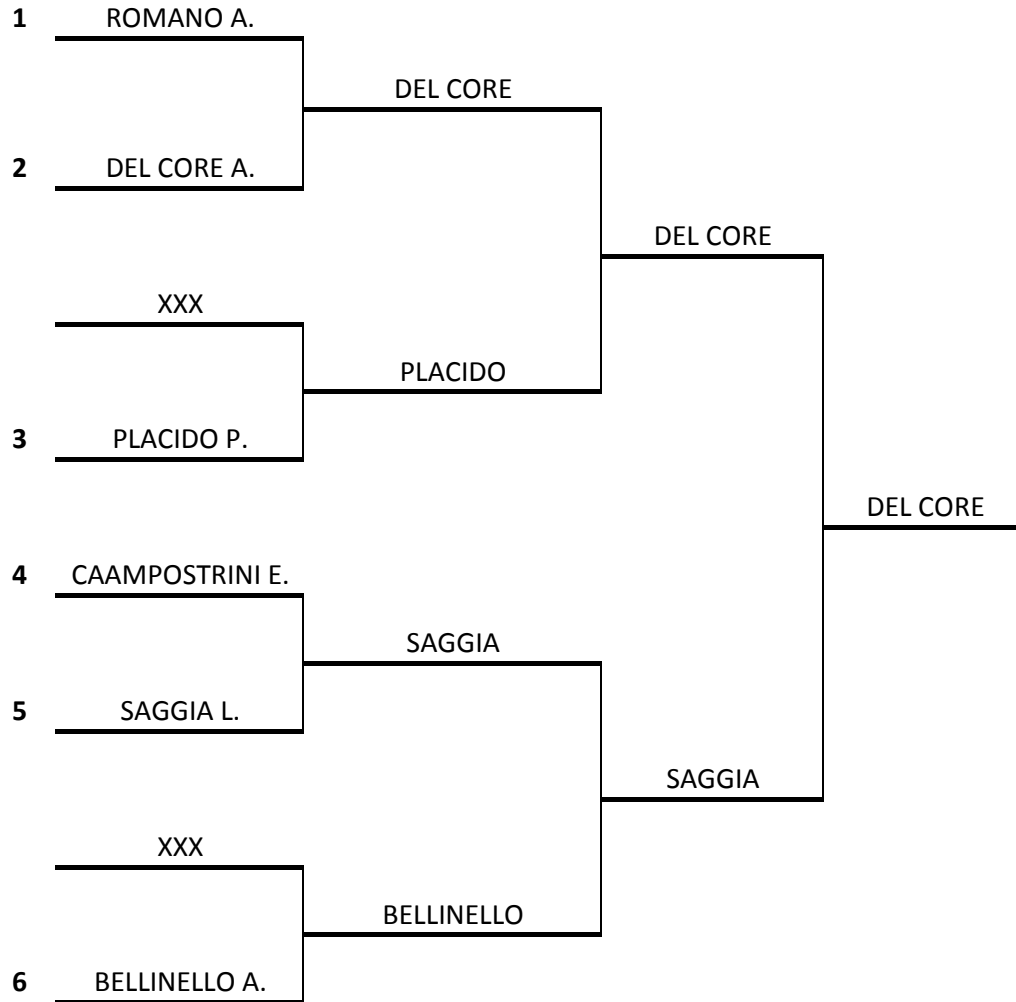 1 ROMANO A.
DEL CORE
2 DEL CORE A.
DEL CORE
XXX
PLACIDO
3 PLACIDO P.
DEL CORE
4 CAAMPOSTRINI E.
SAGGIA
5 SAGGIA L.
SAGGIA
XXX
BELLINELLO
6 BELLINELLO A.